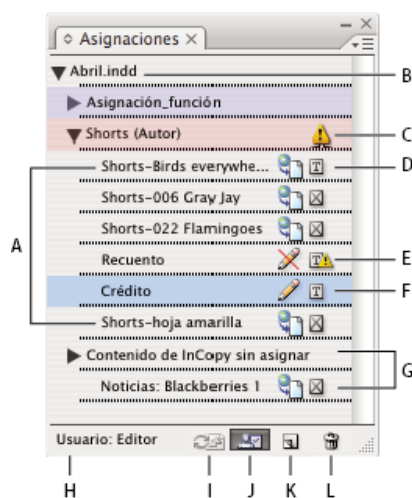 Asignaciones
Abril.indd
B
Asignación_función
Shorts (Autor)
C
Shorts-Birds everywhe...
D
Shorts-006 Gray Jay
Shorts-022 Flamingoes
A
Recuento
E
Crédito
F
Shorts-hoja amarilla
Contenido de InCopy sin asignar
G
Noticias: Blackberries 1
Usuario: Editor
H I J K L